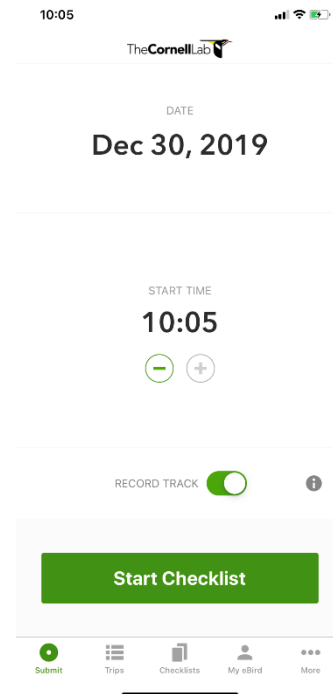 10:05
TheCornellLab
DATE
Dec 30, 2019
START TIME
10:05
RECORD TRACK
Start Checklist
Submit Trips Checklists My eBird More